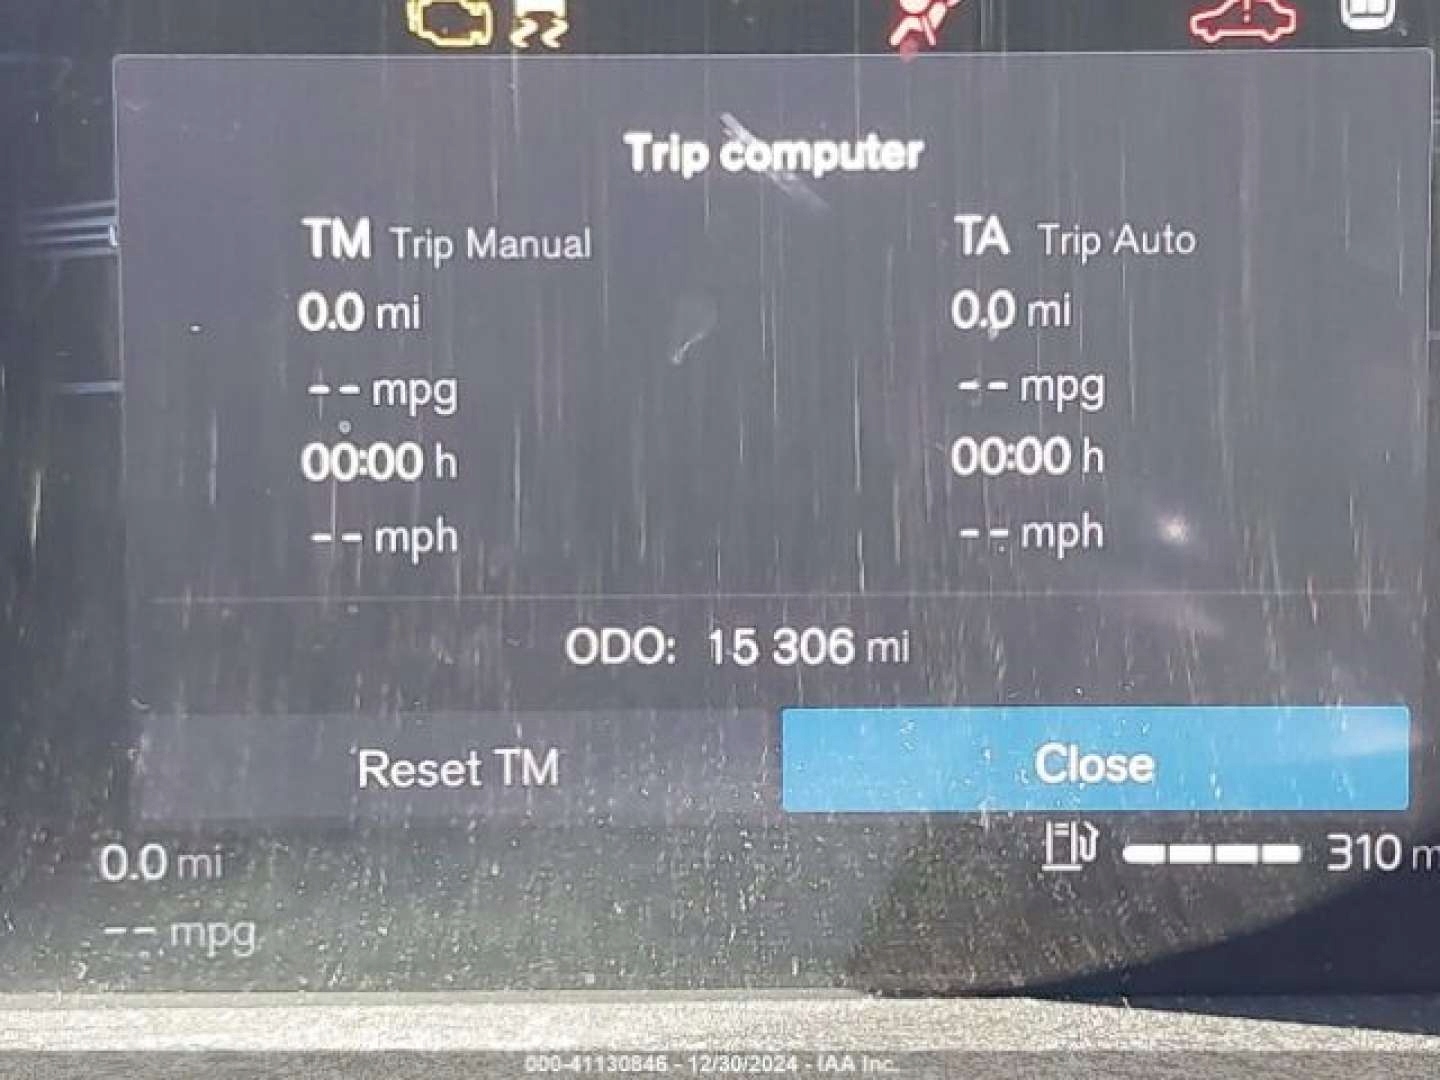 Trip computer
TM Trip Manual
0.0 mi
-- mpg
00:00 h
-- mph
TA Trip Auto
0.0 mi
-- mpg
00:00 h
-- mph
ODO: 15 306 mi
Reset TM
Close
0.0 mi
-- mpg
310 m
000-41130846 - 12/30/2024 - IAA Inc.